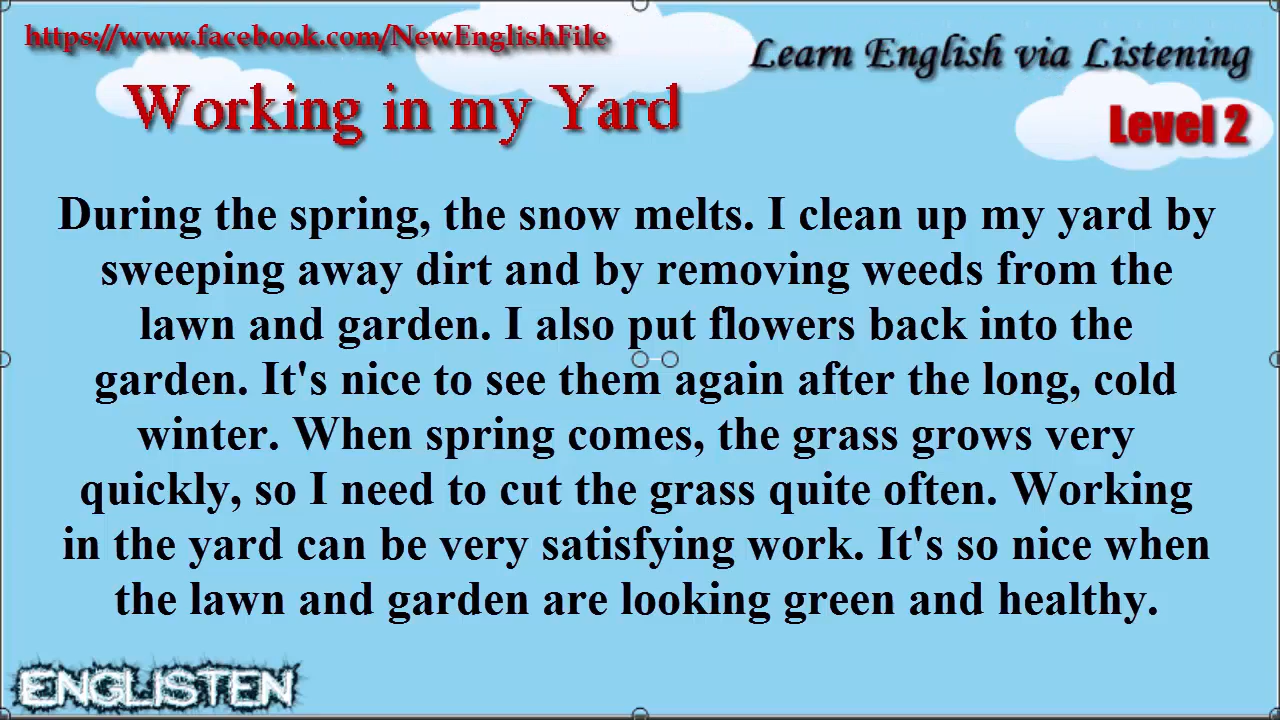 https://www.facebook.com/NewEnglishFile
Learn English via Listening
Working in my Yard
Level 2
During the spring, the snow melts. I clean up my yard by
sweeping away dirt and by removing weeds from the
lawn and garden. I also put flowers back into the
garden. It's nice to see them again after the long, cold
winter. When spring comes, the grass grows very
quickly, so I need to cut the grass quite often. Working
in the yard can be very satisfying work. It's so nice when
the lawn and garden are looking green and healthy.
ENGLISTEN